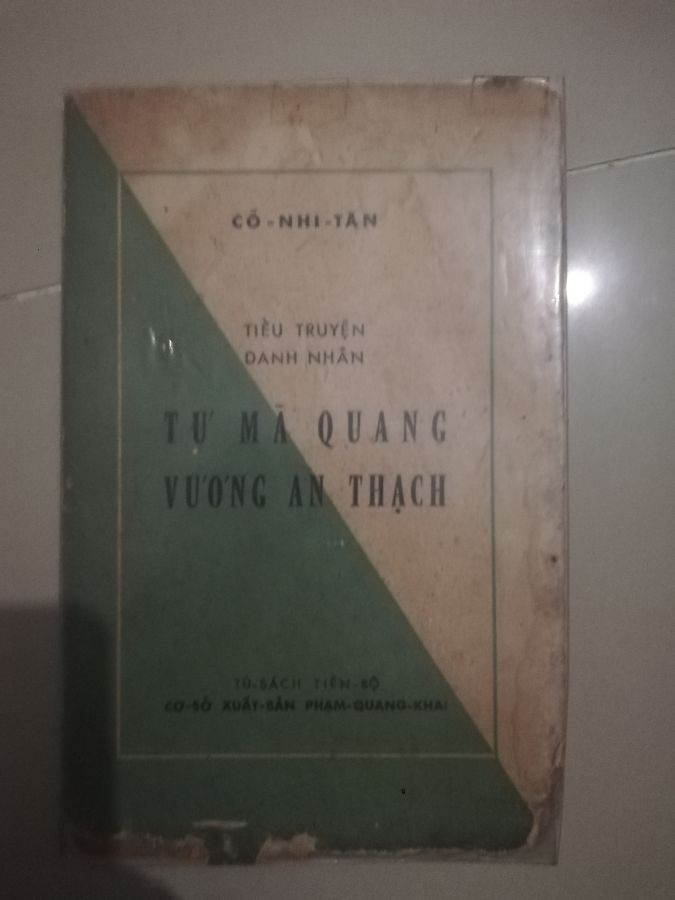 CỒ-NHI-TÂN
TIỂU TRUYỆN
DANH NHÂN
TƯ MÃ QUANG
VƯƠNG AN THẠCH
TỦ-SÁCH TIẾN-BỘ
CƠ-SỞ XUẤT-BẢN PHẠM-QUANG-KHAI